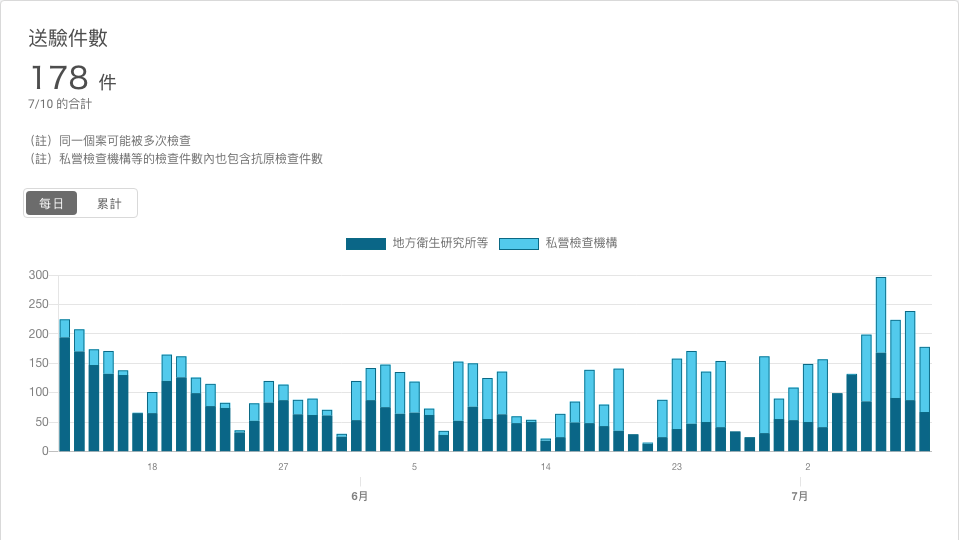 送驗件數
178 件
7/10 的合計
（註）同一個案可能被多次檢查
（註）私營檢查機構等的檢查件數內也包含抗原檢查件數
每日 累計
地方衛生研究所等 私營檢查機構
300
250
200
150
100
50
0
18 27 5 14 23 2
6月 7月